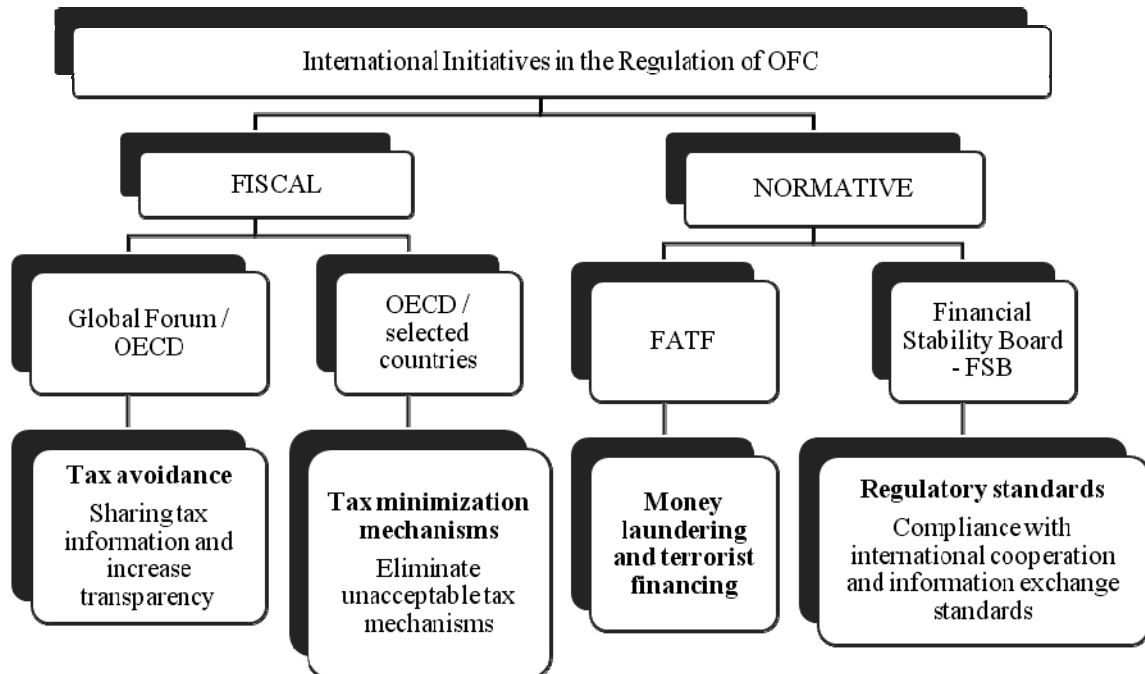 International Initiatives in the Regulation of OFC
FISCAL
NORMATIVE
Global Forum /
OECD
OECD /
selected
countries
FATF
Financial
Stability Board
- FSB
Tax avoidance
Sharing tax
information and
increase
transparency
Tax minimization
mechanisms
Eliminate
unacceptable tax
mechanisms
Money
laundering
and terrorist
financing
Regulatory standards
Compliance with
international cooperation
and information exchange
standards